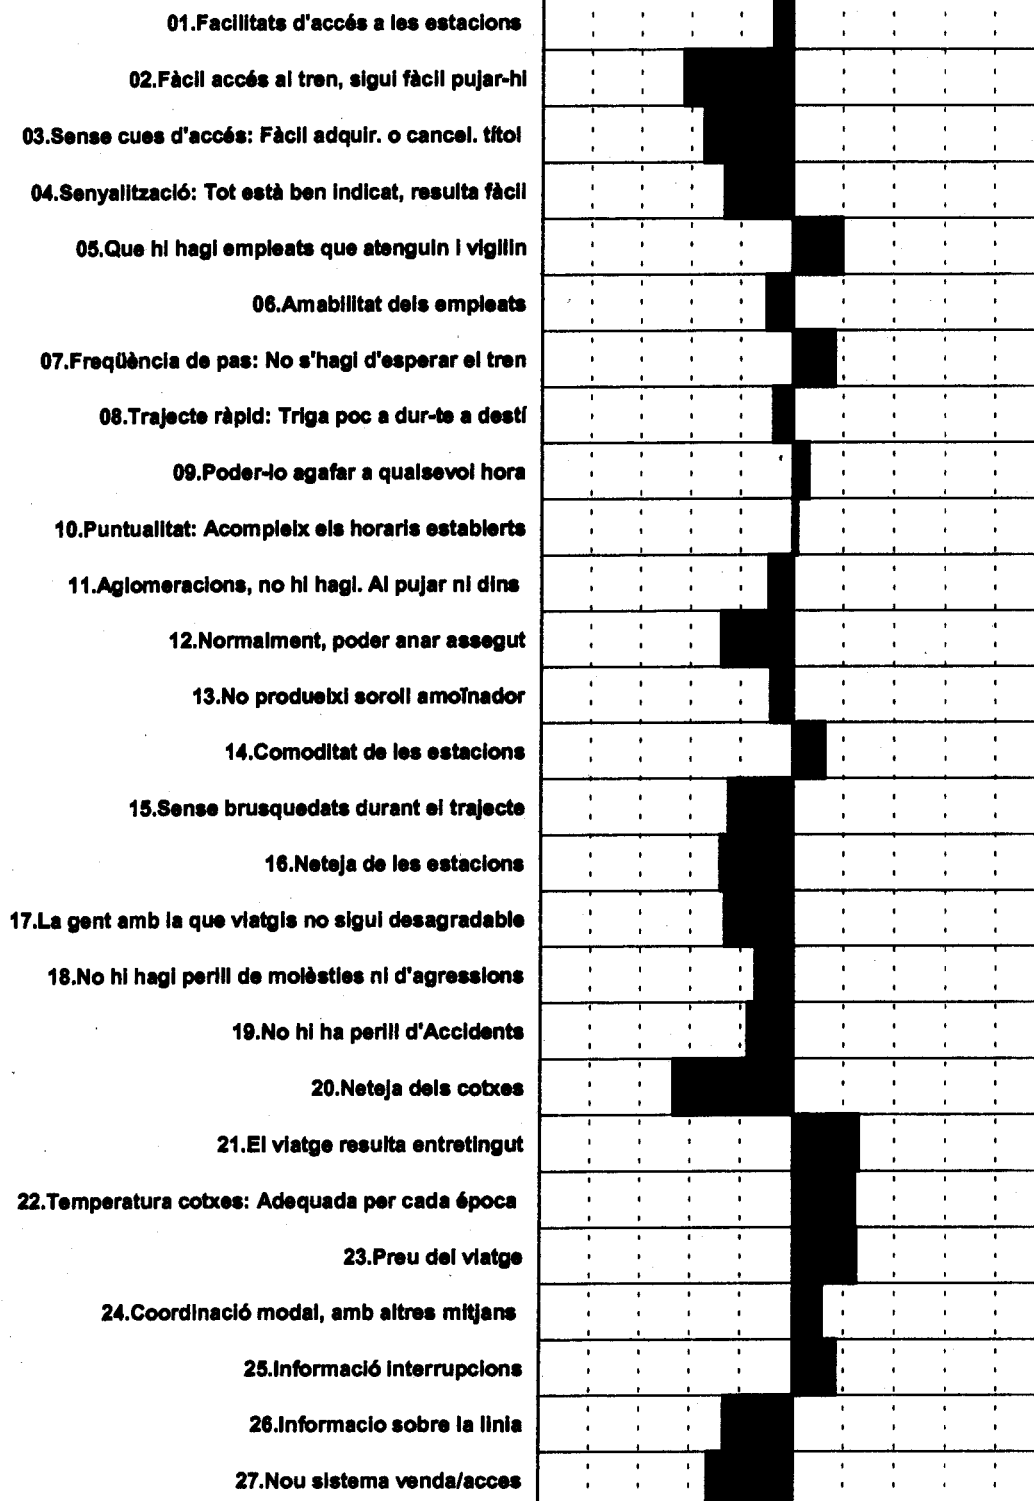 01.Facilitats d'accés a les estacions
02.Fàcil accés al tren, sigui fàcil pujar-hi
03.Sense cues d'accés: Fàcil adquir. o cancel. títol
04.Senyalització: Tot està ben indicat, resulta fàcil
05.Que hi hagi empleats que atenguin i vigilin
06.Amabilitat dels empleats
07.Freqüència de pas: No s'hagi d'esperar el tren
08.Trajecte ràpid: Triga poc a dur-te a destí
09.Poder-lo agafar a qualsevol hora
10.Puntualitat: Acompleix els horaris establerts
11.Aglomeracions, no hi hagi. Al pujar ni dins
12.Normalment, poder anar assegut
13.No produeixi soroll amoïnador
14.Comoditat de les estacions
15.Sense brusquedats durant el trajecte
16.Neteja de les estacions
17.La gent amb la que viatgis no sigui desagradable
18.No hi hagi perill de molèsties ni d'agressions
19.No hi ha perill d'Accidents
20.Neteja dels cotxes
21.El viatge resulta entretingut
22.Temperatura cotxes: Adequada per cada época
23.Preu del viatge
24.Coordinació modal, amb altres mitjans
25.Informació interrupcions
26.Informacio sobre la linia
27.Nou sistema venda/acces